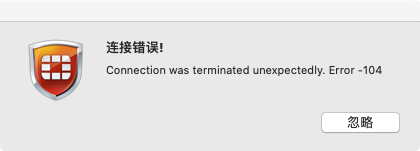 连接错误!
Connection was terminated unexpectedly. Error -104
忽略